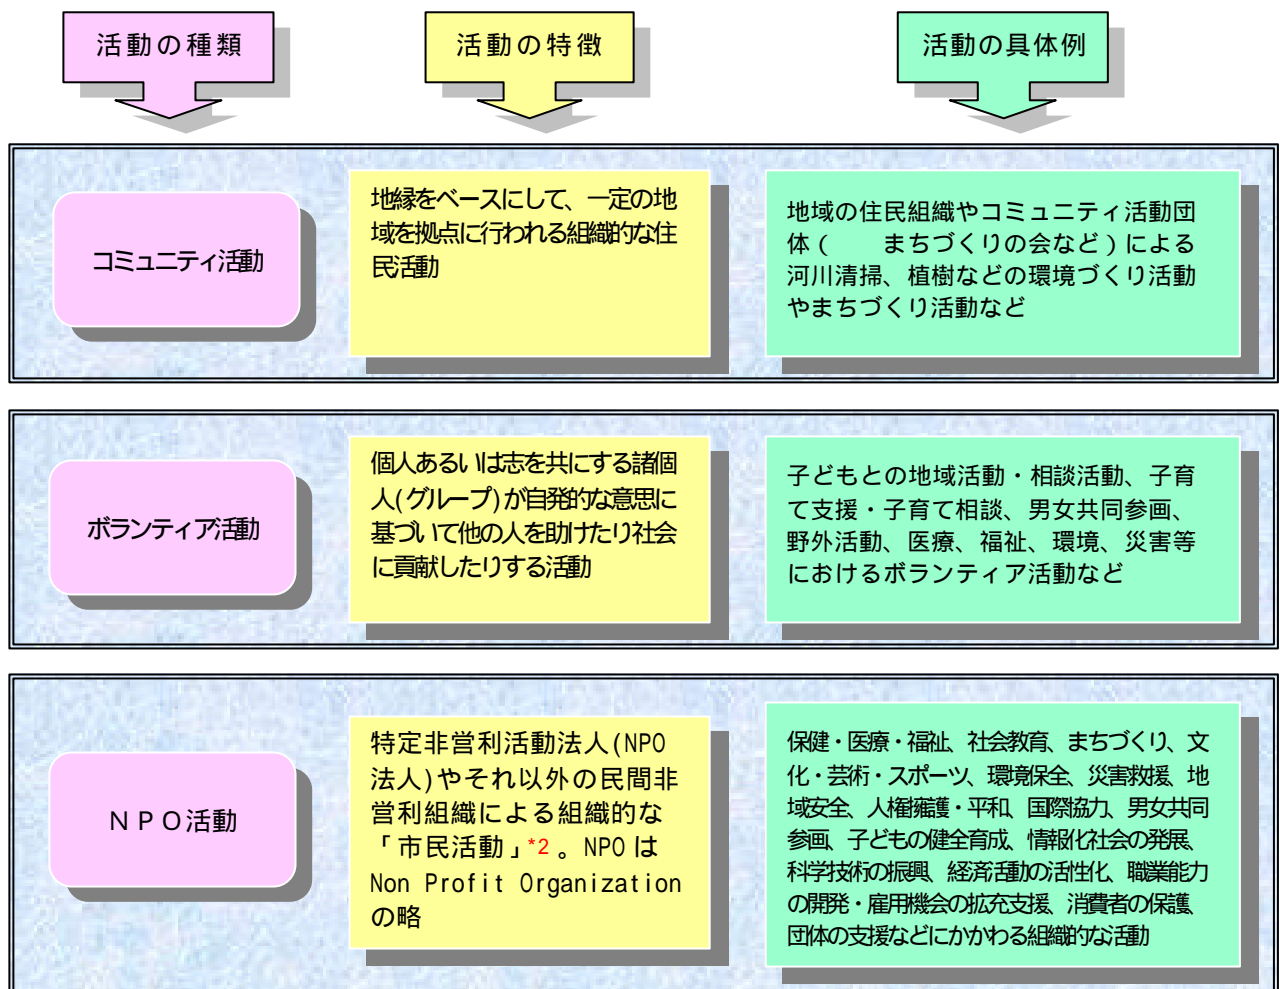 活動の種類
活動の特徴
活動の具体例
コミュニティ活動
地縁をベースにして、一定の地
域を拠点に行われる組織的な住
民活動
地域の住民組織やコミュニティ活動団
体(　　まちづくりの会など)による
河川清掃、植樹などの環境づくり活動
やまちづくり活動など
ボランティア活動
個人あるいは志を共にする諸個
人(グループ)が自発的な意思に
基づいて他の人を助けたり社会
に貢献したりする活動
子どもとの地域活動・相談活動、子育
て支援・子育て相談、男女共同参画、
野外活動、医療、福祉、環境、災害等
におけるボランティア活動など
ＮＰＯ活動
特定非営利活動法人(NPO
法人)やそれ以外の民間非
営利組織による組織的な
「市民活動」*2。NPO は
Non Profit Organization
の略
保健・医療・福祉、社会教育、まちづくり、文
化・芸術・スポーツ、環境保全、災害救援、地
域安全、人権擁護・平和、国際協力、男女共同
参画、子どもの健全育成、情報化社会の発展、
科学技術の振興、経済活動の活性化、職業能力
の開発・雇用機会の拡充支援、消費者の保護、
団体の支援などにかかわる組織的な活動